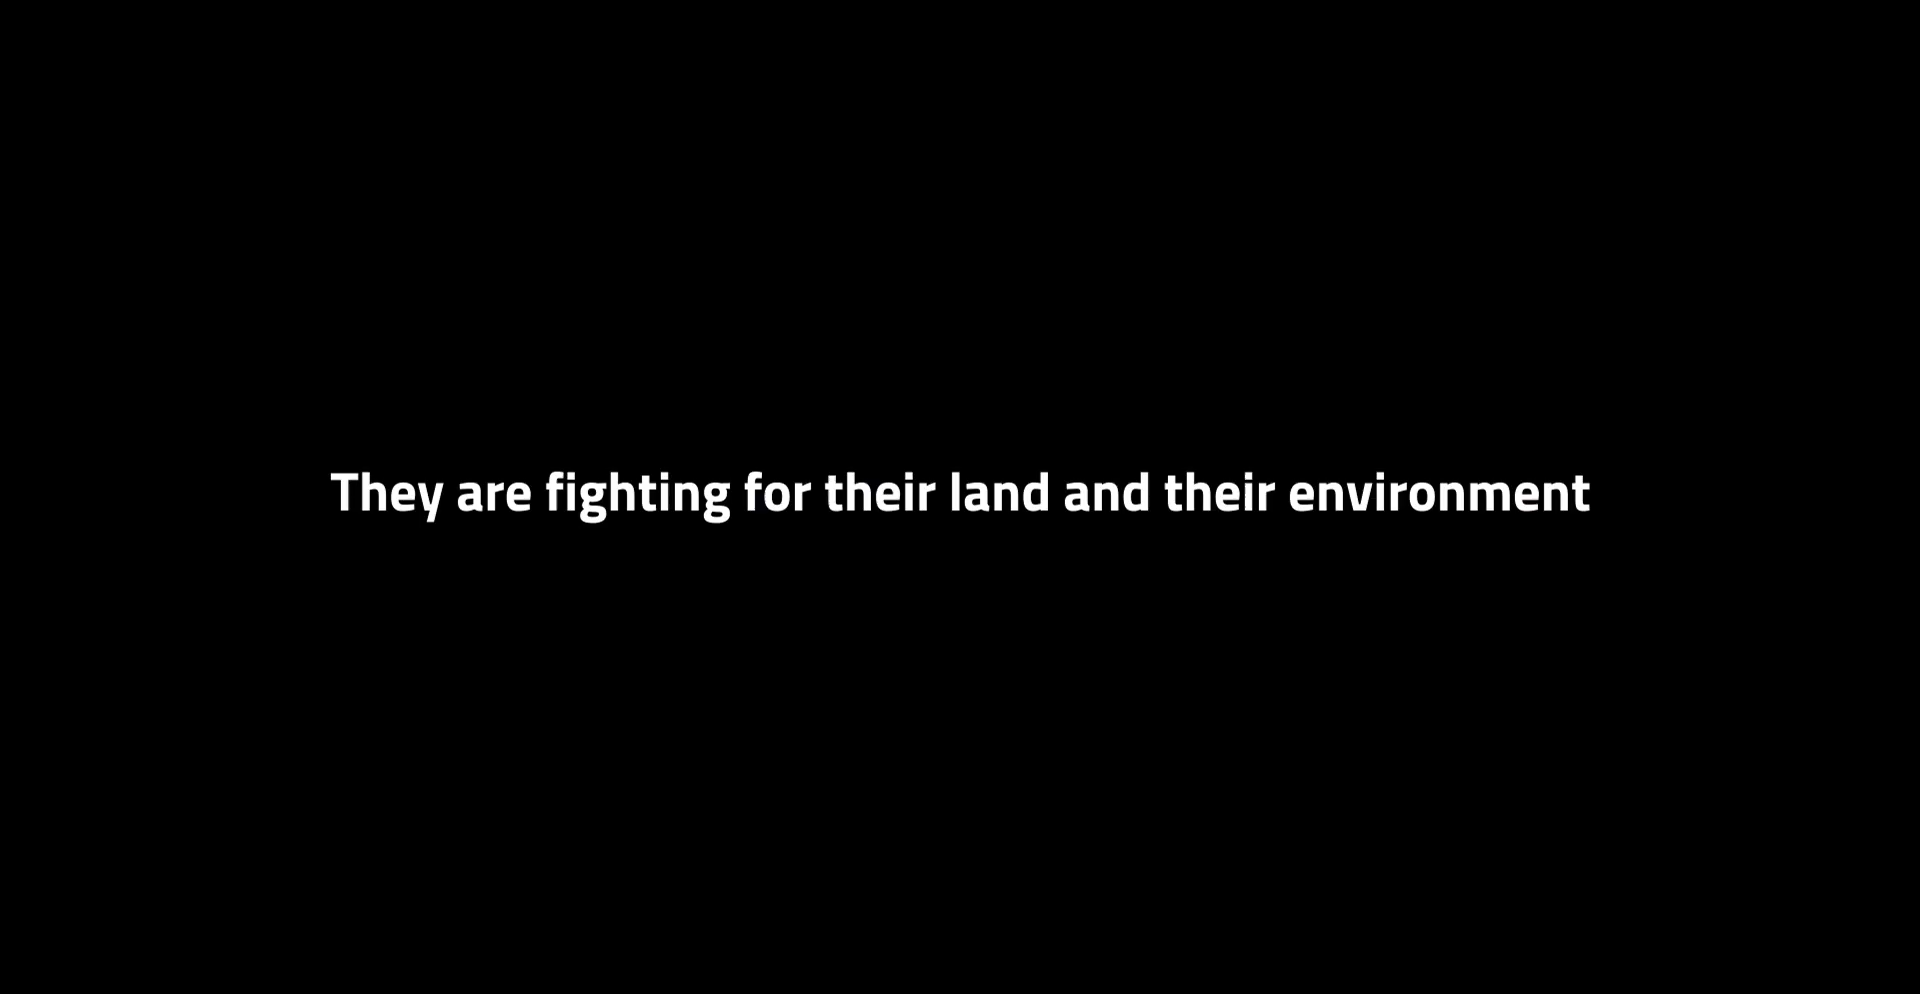 They are fighting for their land and their environment